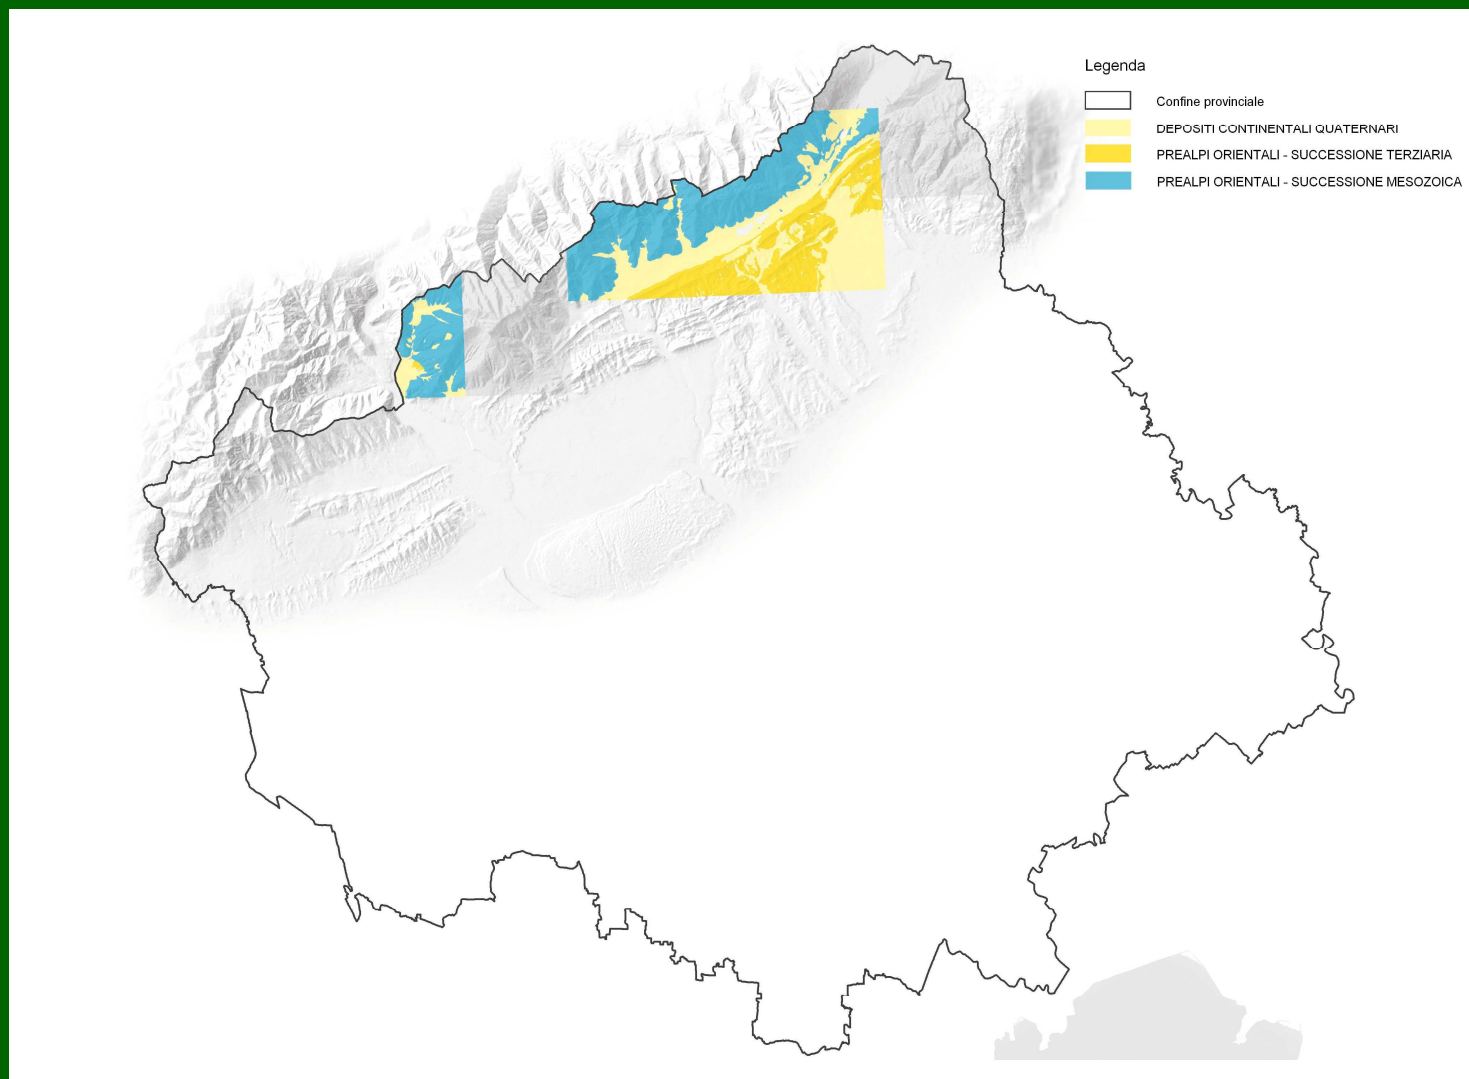 Legenda
Confine provinciale
DEPOSITI CONTINENTALI QUATERNARI
PREALPI ORIENTALI - SUCCESSIONE TERZIARIA
PREALPI ORIENTALI - SUCCESSIONE MESOZOICA